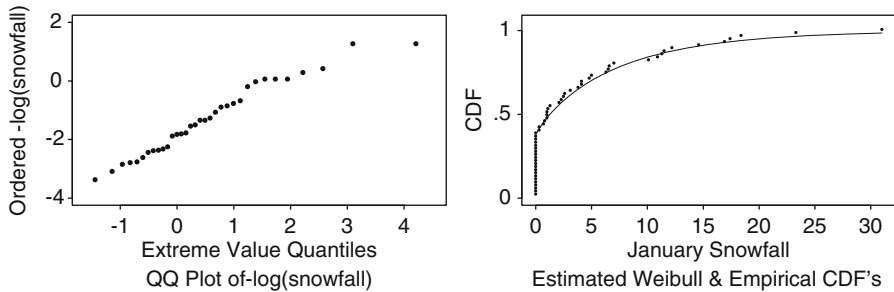 Ordered -log(snowfall)
2
0
-2
-4
-1 0 1 2 3 4
Extreme Value Quantiles
QQ Plot of-log(snowfall)
CDF
1
.5
0
0 5 10 15 20 25 30
January Snowfall
Estimated Weibull & Empirical CDF's